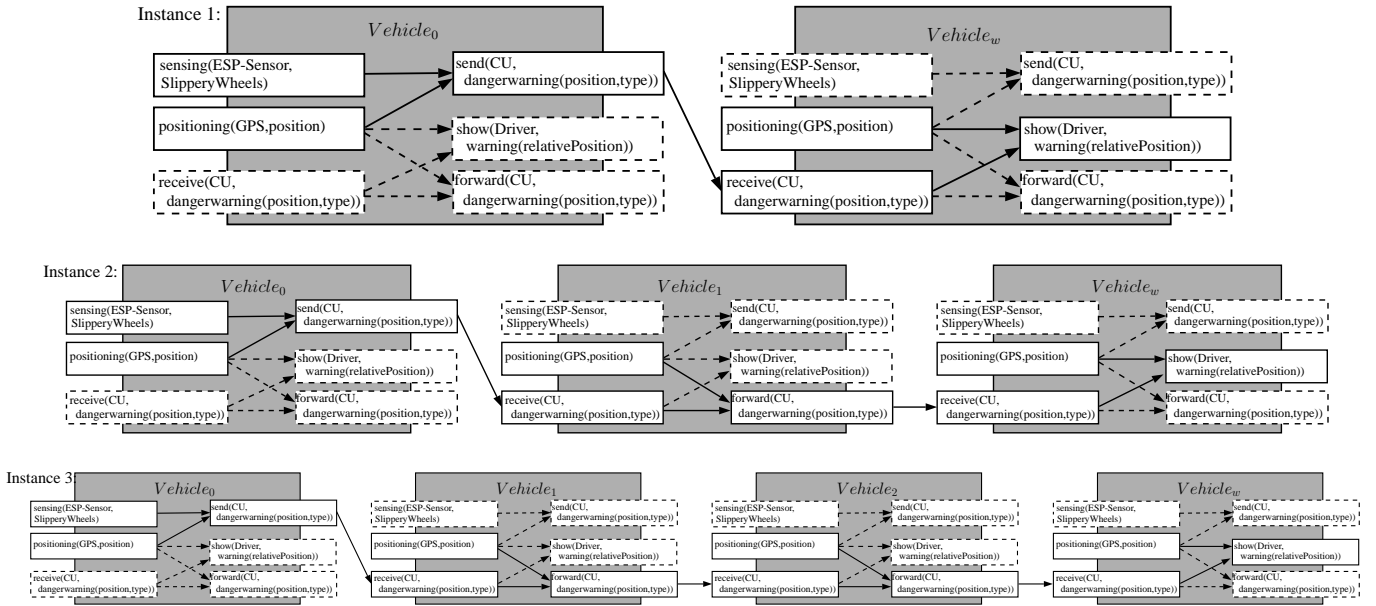 Instance 1:
Vehicle0
sensing(ESP-Sensor,
SlipperyWheels)
positioning(GPS,position)
receive(CU,
dangerwarning(position,type))
send(CU,
dangerwarning(position,type))
show(Driver,
warning(relativePosition))
forward(CU,
dangerwarning(position,type))
Vehiclew
sensing(ESP-Sensor,
SlipperyWheels)
positioning(GPS,position)
receive(CU,
dangerwarning(position,type))
send(CU,
dangerwarning(position,type))
show(Driver,
warning(relativePosition))
forward(CU,
dangerwarning(position,type))
Instance 2:
Vehicle0
sensing(ESP-Sensor,
SlipperyWheels)
positioning(GPS,position)
receive(CU,
dangerwarning(position,type))
send(CU,
dangerwarning(position,type))
show(Driver,
warning(relativePosition))
forward(CU,
dangerwarning(position,type))
Vehicle1
sensing(ESP-Sensor,
SlipperyWheels)
positioning(GPS,position)
receive(CU,
dangerwarning(position,type))
send(CU,
dangerwarning(position,type))
show(Driver,
warning(relativePosition))
forward(CU,
dangerwarning(position,type))
Vehiclew
sensing(ESP-Sensor,
SlipperyWheels)
positioning(GPS,position)
receive(CU,
dangerwarning(position,type))
send(CU,
dangerwarning(position,type))
show(Driver,
warning(relativePosition))
forward(CU,
dangerwarning(position,type))
Instance 3:
Vehicle0
sensing(ESP-Sensor,
SlipperyWheels)
positioning(GPS,position)
receive(CU,
dangerwarning(position,type))
send(CU,
dangerwarning(position,type))
show(Driver,
warning(relativePosition))
forward(CU,
dangerwarning(position,type))
Vehicle1
sensing(ESP-Sensor,
SlipperyWheels)
positioning(GPS,position)
receive(CU,
dangerwarning(position,type))
send(CU,
dangerwarning(position,type))
show(Driver,
warning(relativePosition))
forward(CU,
dangerwarning(position,type))
Vehicle2
sensing(ESP-Sensor,
SlipperyWheels)
positioning(GPS,position)
receive(CU,
dangerwarning(position,type))
send(CU,
dangerwarning(position,type))
show(Driver,
warning(relativePosition))
forward(CU,
dangerwarning(position,type))
Vehiclew
sensing(ESP-Sensor,
SlipperyWheels)
positioning(GPS,position)
receive(CU,
dangerwarning(position,type))
send(CU,
dangerwarning(position,type))
show(Driver,
warning(relativePosition))
forward(CU,
dangerwarning(position,type))